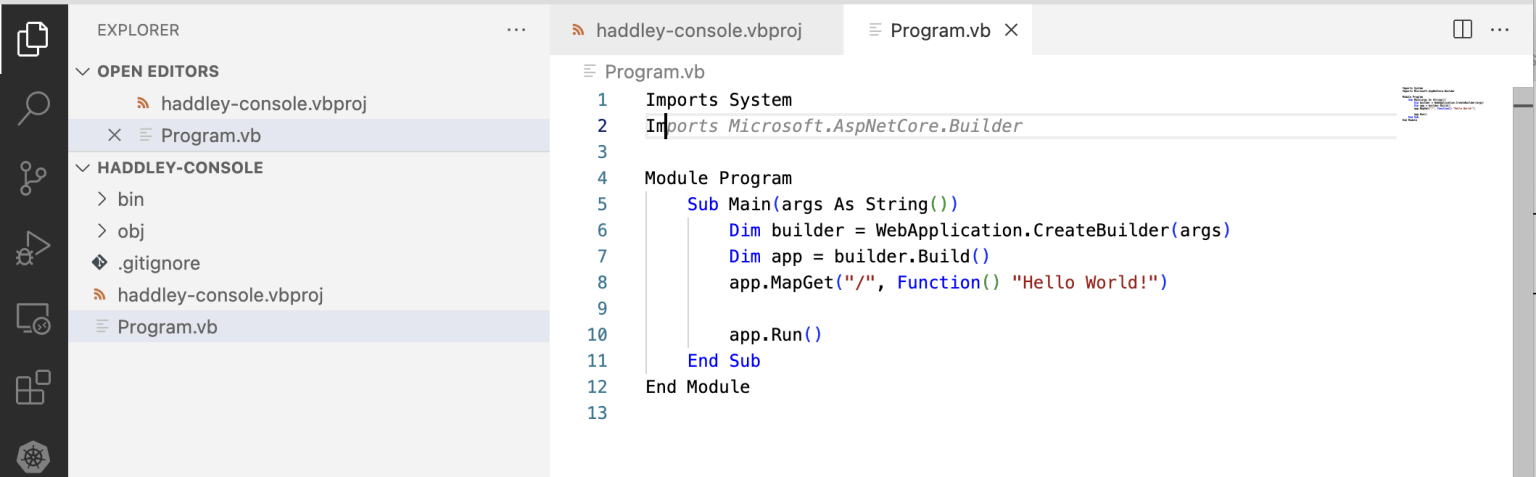 EXPLORER
OPEN EDITORS
haddley-console.vbproj
Program.vb
HADDLEY-CONSOLE
bin
obj
.gitignore
haddley-console.vbproj
Program.vb
haddley-console.vbproj Program.vb
Program.vb
1 Imports System
2 Imports Microsoft.AspNetCore.Builder
3
4 Module Program
5     Sub Main(args As String())
6         Dim builder = WebApplication.CreateBuilder(args)
7         Dim app = builder.Build()
8         app.MapGet("/", Function() "Hello World!")
9
10         app.Run()
11     End Sub
12 End Module
13